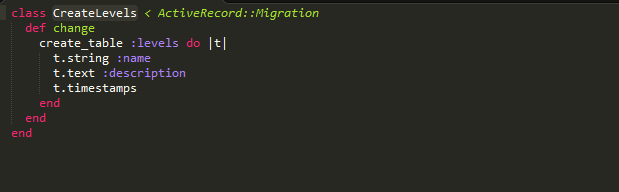 class CreateLevels < ActiveRecord::Migration
  def change
    create_table :levels do |t|
      t.string :name
      t.text :description
      t.timestamps
    end
  end
end